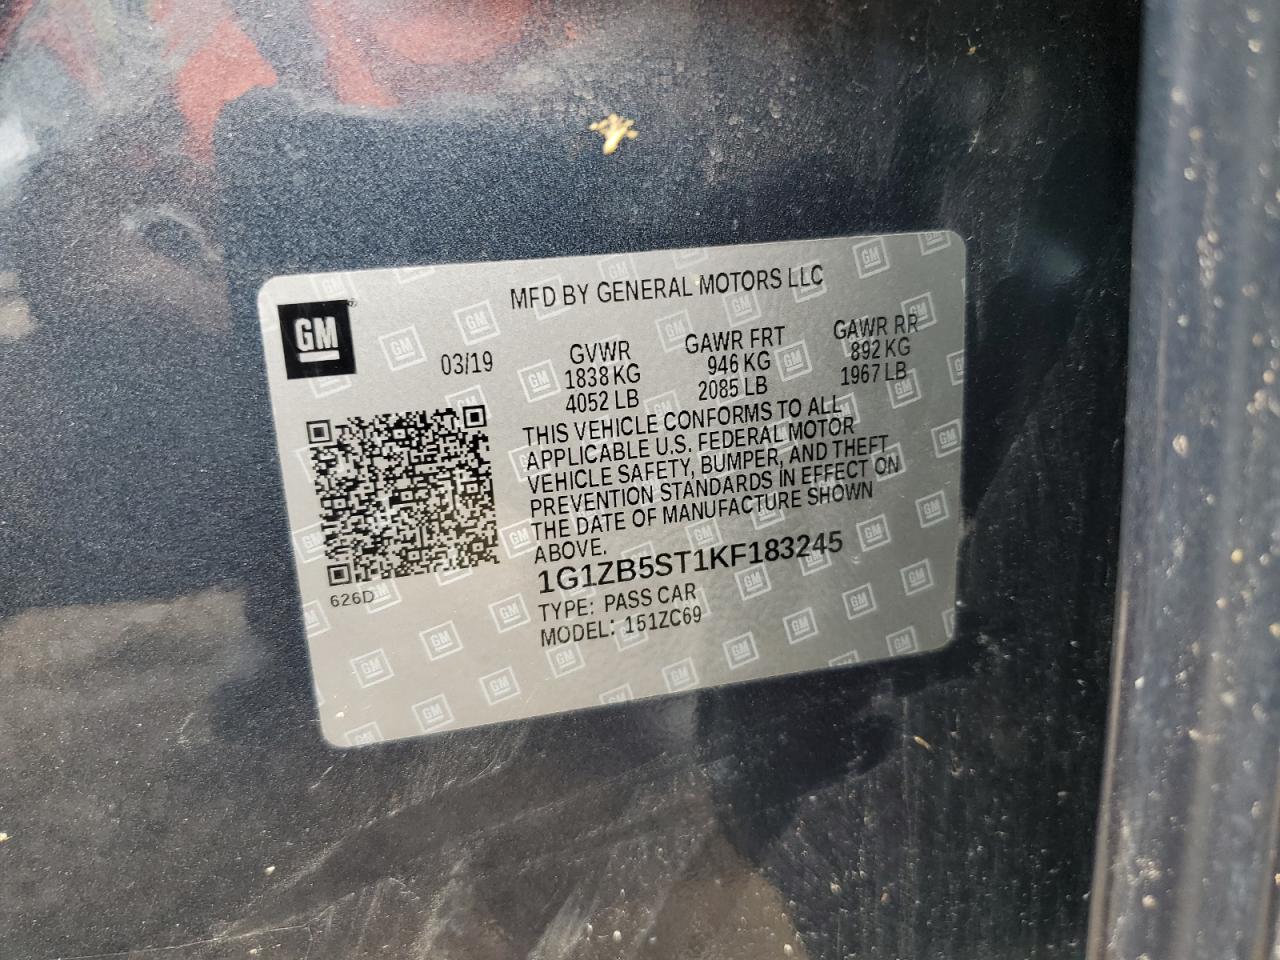 MFD BY GENERAL MOTORS LLC
GM®
03/19
GVWR
1838 KG
4052 LB
GAWR FRT
946 KG
2085 LB
GAWR RR
892 KG
1967 LB
THIS VEHICLE CONFORMS TO ALL
APPLICABLE U.S. FEDERAL MOTOR
VEHICLE SAFETY, BUMPER, AND THEFT
PREVENTION STANDARDS IN EFFECT ON
THE DATE OF MANUFACTURE SHOWN
ABOVE.
626D
1G1ZB5ST1KF183245
TYPE: PASS CAR
MODEL: 151ZC69